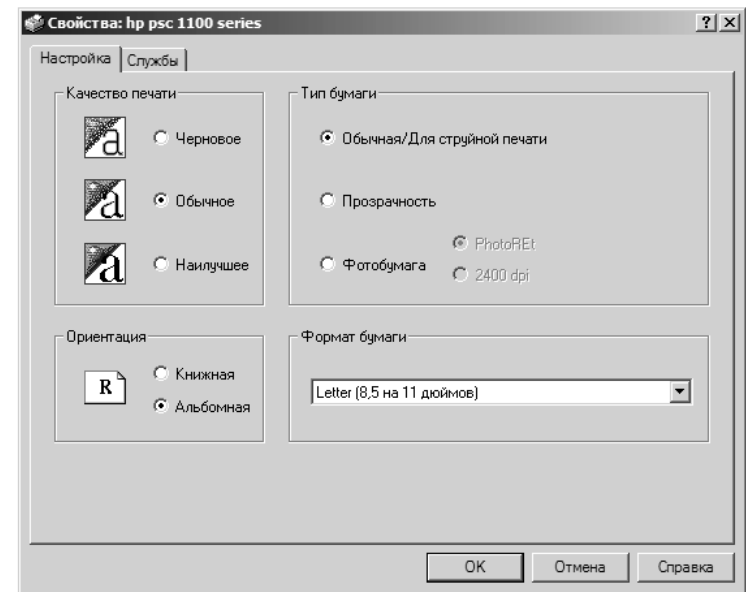 Свойства: hp psc 1100 series
Настройка
Службы
Качество печати
Черновое
Обычное
Наилучшее
Тип бумаги
Обычная/Для струйной печати
Прозрачность
Фотобумага
PhotoREt
2400 dpi
Ориентация
R
Книжная
Альбомная
Формат бумаги
Letter (8,5 на 11 дюймов)
OK
Отмена
Справка